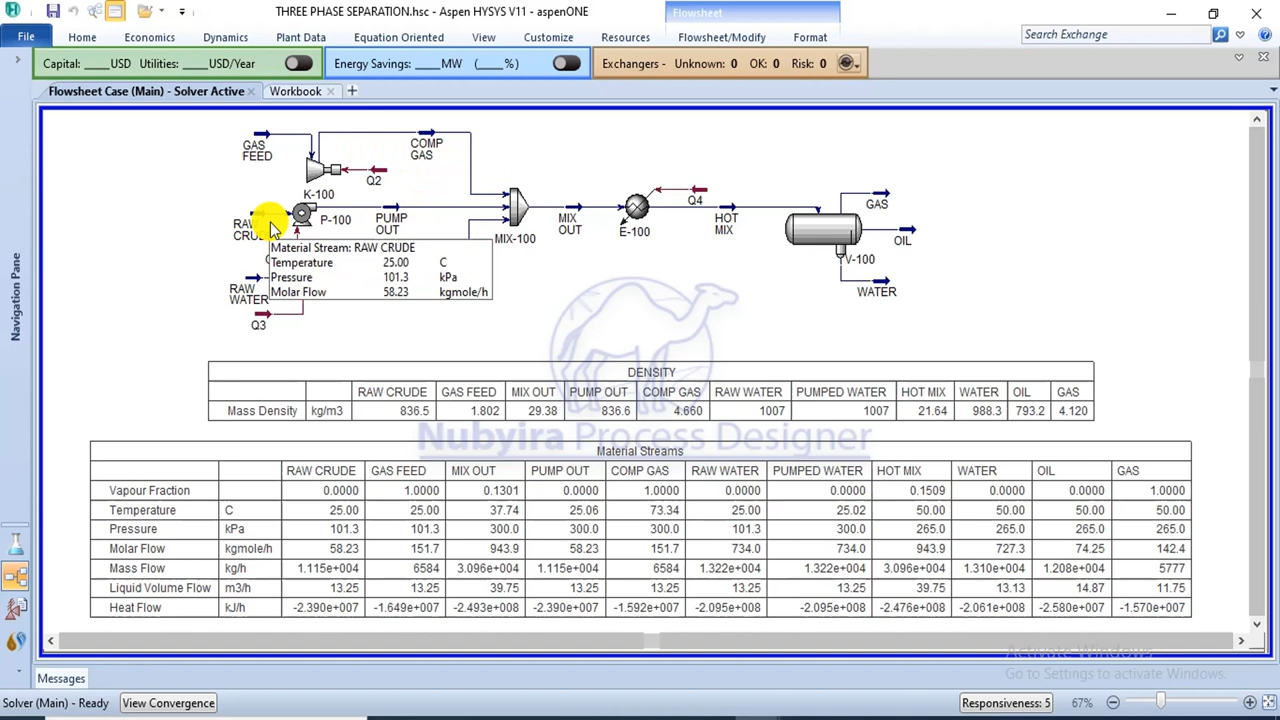 THREE PHASE SEPARATION.hsc - Aspen HYSYS V11 - aspenONE
Flowsheet
File Home Economics Dynamics Plant Data Equation Oriented View Customize Resources Flowsheet/Modify Format Search Exchange
Capital: ____USD Utilities: ____USD/Year Energy Savings: ____MW (____%) Exchangers - Unknown: 0 OK: 0 Risk: 0
Flowsheet Case (Main) - Solver Active Workbook
Navigation Pane
GAS
FEED
COMP
GAS
Q2
K-100
RAW
CRU
P-100
PUMP
OUT
MIX-100
MIX
OUT
Q4
E-100
HOT
MIX
GAS
OIL
V-100
WATER
Material Stream: RAW CRUDE
Temperature 25.00 C
Pressure 101.3 kPa
Molar Flow 58.23 kgmole/h
RAW
WATER
Q3
DENSITY
RAW CRUDE GAS FEED MIX OUT PUMP OUT COMP GAS RAW WATER PUMPED WATER HOT MIX WATER OIL GAS
Mass Density kg/m3 836.5 1.802 29.38 836.6 4.660 1007 1007 21.64 988.3 793.2 4.120
Nubyira Process Designer
Material Streams
RAW CRUDE GAS FEED MIX OUT PUMP OUT COMP GAS RAW WATER PUMPED WATER HOT MIX WATER OIL GAS
Vapour Fraction 0.0000 1.0000 0.1301 0.0000 1.0000 0.0000 0.0000 0.1509 0.0000 0.0000 1.0000
Temperature C 25.00 25.00 37.74 25.06 73.34 25.00 25.02 50.00 50.00 50.00 50.00
Pressure kPa 101.3 101.3 300.0 300.0 300.0 101.3 300.0 265.0 265.0 265.0 265.0
Molar Flow kgmole/h 58.23 151.7 943.9 58.23 151.7 734.0 734.0 943.9 727.3 74.25 142.4
Mass Flow kg/h 1.115e+004 6584 3.096e+004 1.115e+004 6584 1.322e+004 1.322e+004 3.096e+004 1.310e+004 1.208e+004 5777
Liquid Volume Flow m3/h 13.25 13.25 39.75 13.25 13.25 13.25 13.25 39.75 13.13 14.87 11.75
Heat Flow kJ/h -2.390e+007 -1.649e+007 -2.493e+008 -2.390e+007 -1.592e+007 -2.095e+008 -2.095e+008 -2.476e+008 -2.061e+008 -2.580e+007 -1.570e+007
Activate Windows
Go to Settings to activate Windows.
Messages
Solver (Main) - Ready View Convergence Responsiveness: 5 67%